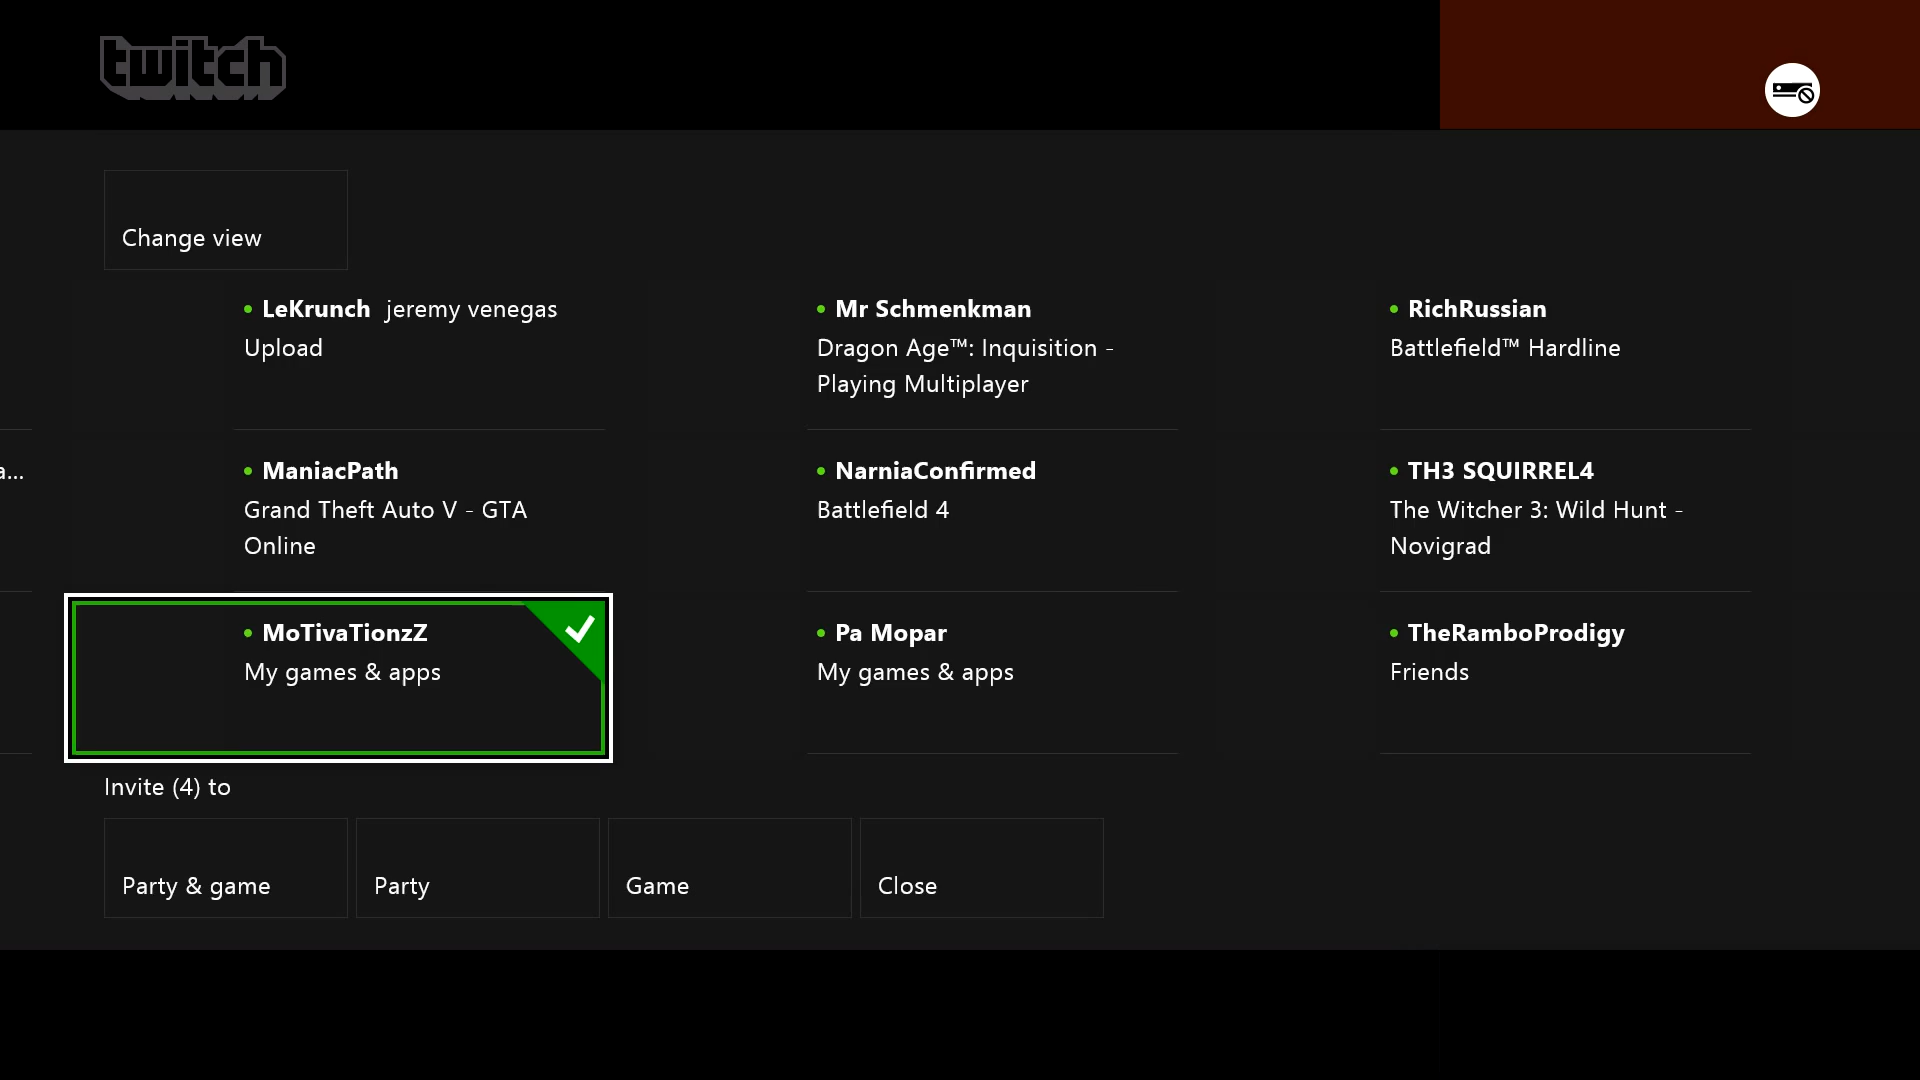 twitch
Change view
LeKrunch jeremy venegas
Upload
Mr Schmenkman
Dragon Age™: Inquisition -
Playing Multiplayer
RichRussian
Battlefield™ Hardline
a...
ManiacPath
Grand Theft Auto V - GTA
Online
NarniaConfirmed
Battlefield 4
TH3 SQUIRREL4
The Witcher 3: Wild Hunt -
Novigrad
MoTivaTionzZ
My games & apps
Pa Mopar
My games & apps
TheRamboProdigy
Friends
Invite (4) to
Party & game
Party
Game
Close